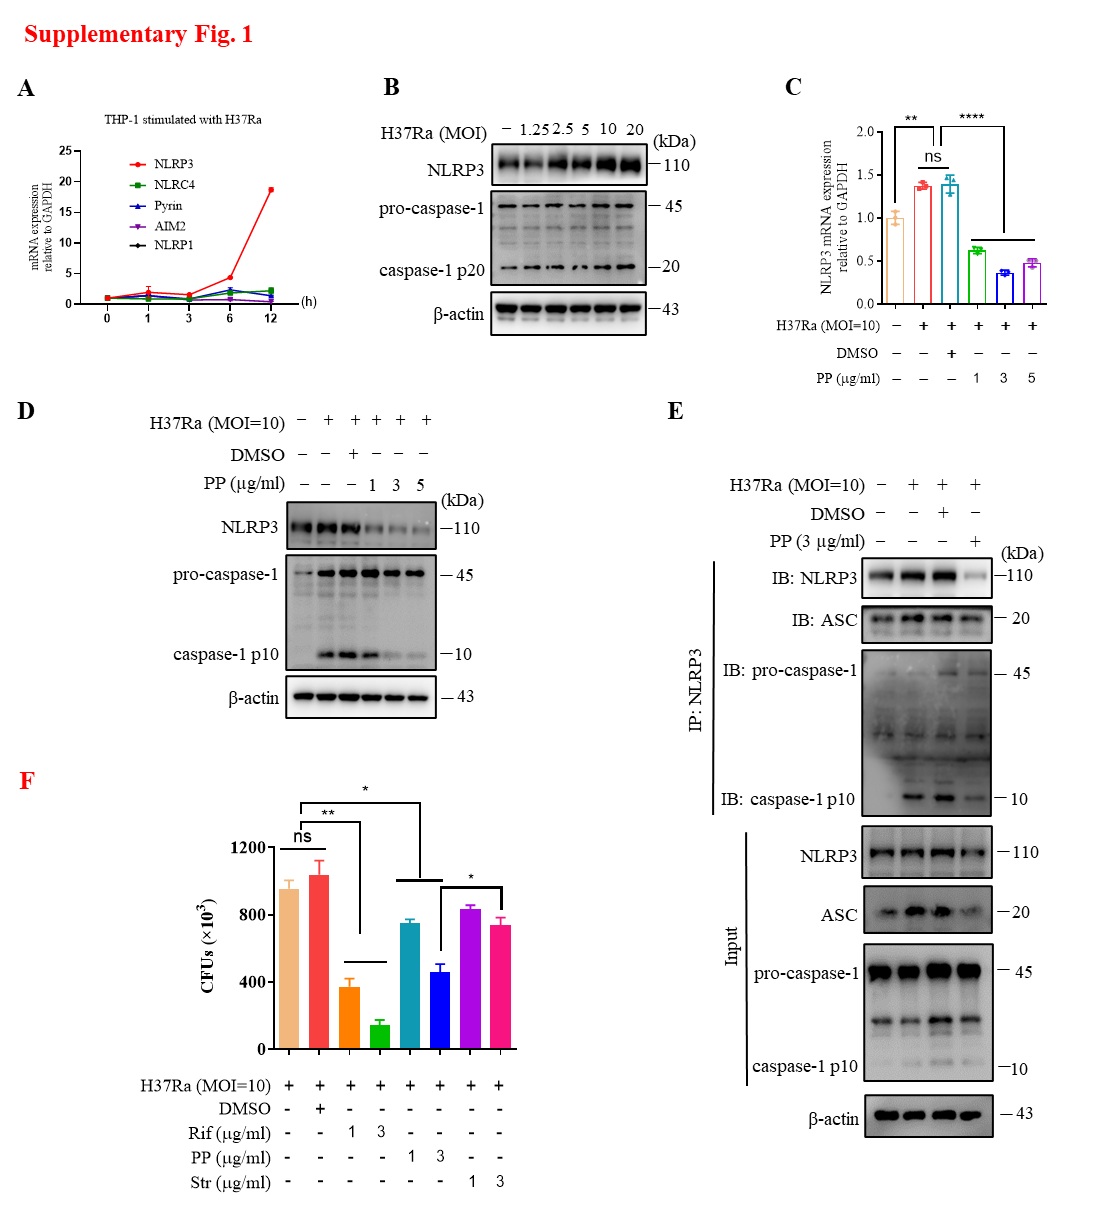 Supplementary Fig. 1
A
THP-1 stimulated with H37Ra
mRNA expression
relative to GAPDH
25
20
15
10
5
0
NLRP3
NLRC4
Pyrin
AIM2
NLRP1
0 1 3 6 12 (h)
B
H37Ra (MOI) – 1.25 2.5 5 10 20
(kDa)
NLRP3 110
pro-caspase-1 45
caspase-1 p20 20
β-actin 43
C
NLRP3 mRNA expression
relative to GAPDH
2.0
1.5
1.0
0.5
0.0
** ****
ns
H37Ra (MOI=10) – + + + + +
DMSO – – + – – –
PP (μg/ml) – – – 1 3 5
D
H37Ra (MOI=10) – + + + + +
DMSO – – + – – –
PP (μg/ml) – – – 1 3 5
(kDa)
NLRP3 110
pro-caspase-1 45
caspase-1 p10 10
β-actin 43
E
H37Ra (MOI=10) – + + +
DMSO – – + –
PP (3 μg/ml) – – – +
(kDa)
IP: NLRP3
IB: NLRP3 110
IB: ASC 20
IB: pro-caspase-1 45
IB: caspase-1 p10 10
Input
NLRP3 110
ASC 20
pro-caspase-1 45
caspase-1 p10 10
β-actin 43
F
CFUs (×10³)
1200
800
400
0
*
**
ns
*
H37Ra (MOI=10) + + + + + + + +
DMSO - + - - - - - -
Rif (μg/ml) - - 1 3 - - - -
PP (μg/ml) - - - - 1 3 - -
Str (μg/ml) - - - - - - 1 3